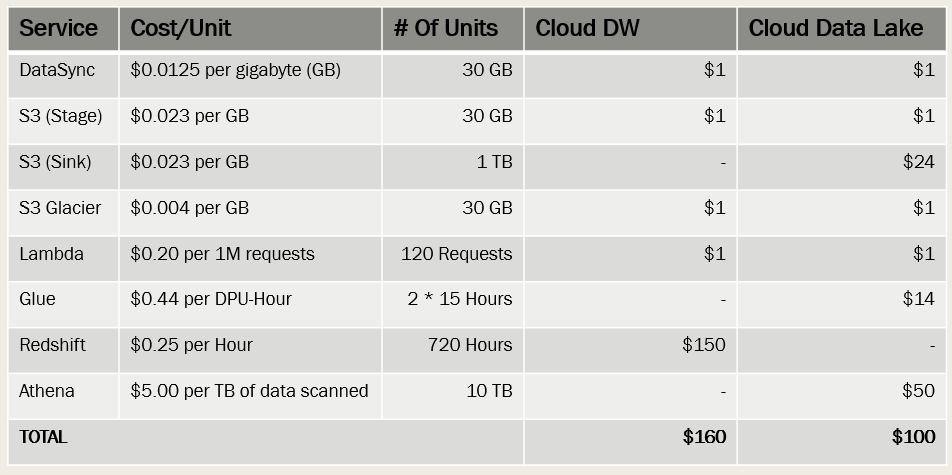 Service Cost/Unit # Of Units Cloud DW Cloud Data Lake
DataSync $0.0125 per gigabyte (GB) 30 GB $1 $1
S3 (Stage) $0.023 per GB 30 GB $1 $1
S3 (Sink) $0.023 per GB 1 TB - $24
S3 Glacier $0.004 per GB 30 GB $1 $1
Lambda $0.20 per 1M requests 120 Requests $1 $1
Glue $0.44 per DPU-Hour 2 * 15 Hours - $14
Redshift $0.25 per Hour 720 Hours $150 -
Athena $5.00 per TB of data scanned 10 TB - $50
TOTAL $160 $100